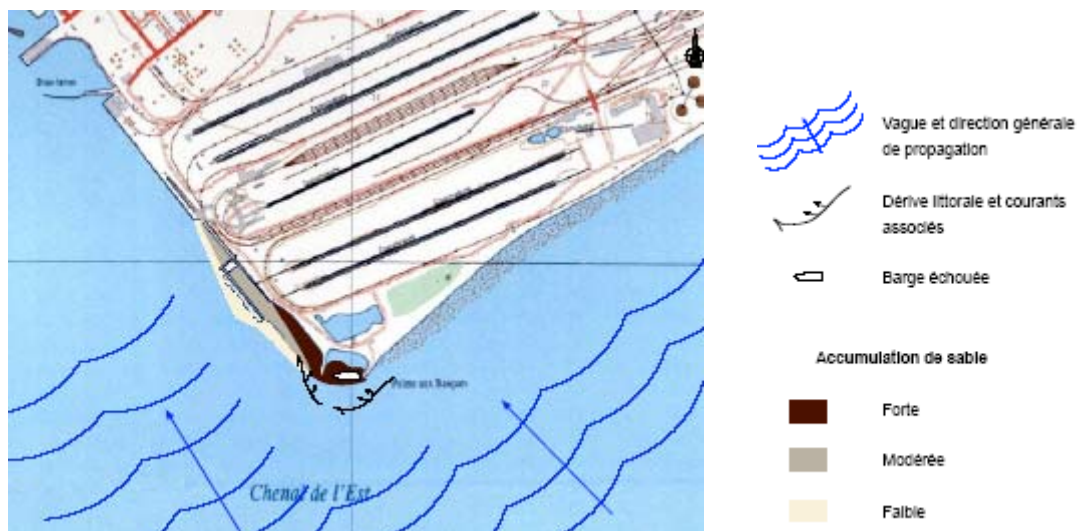 Vague et direction générale
de propagation
Dérive littorale et courants
associés
Barge échouée
Accumulation de sable
Forte
Modérée
Faible
Pointe aux
Chenal de l'Est